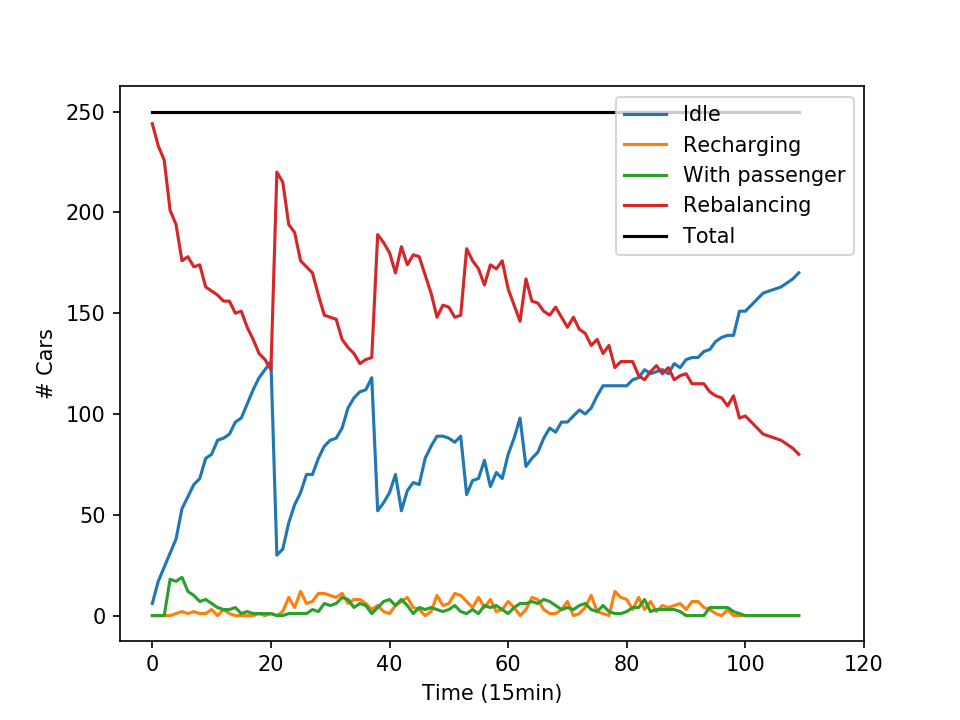 250
200
150
100
50
0
# Cars
0 20 40 60 80 100 120
Time (15min)
Idle
Recharging
With passenger
Rebalancing
Total